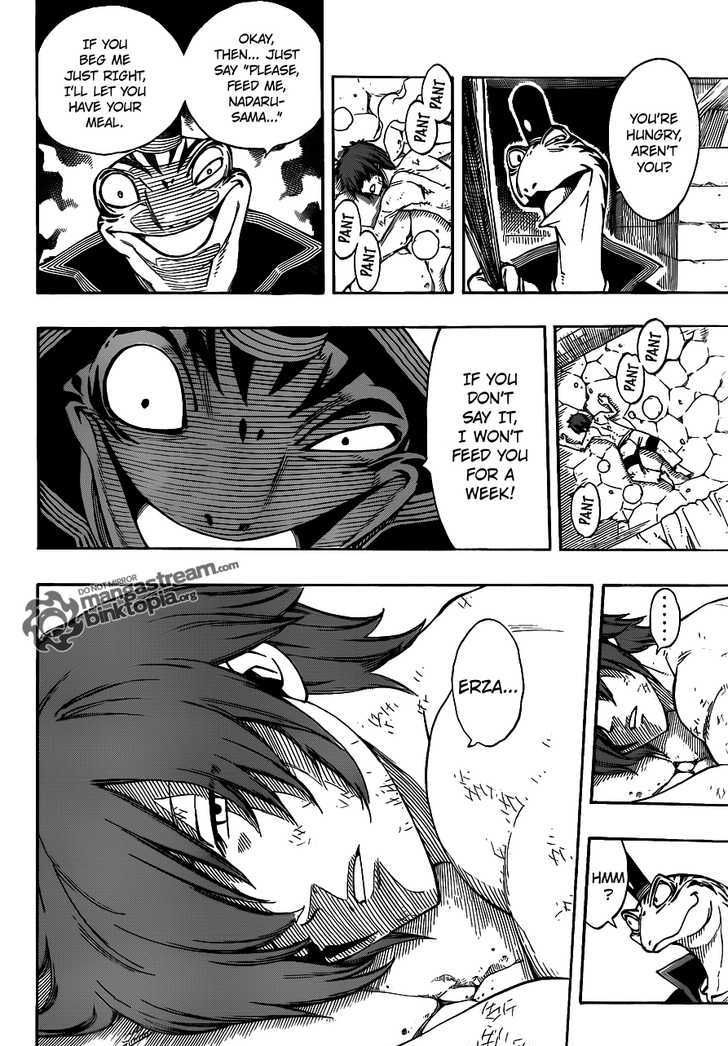 YOU'RE
HUNGRY,
AREN'T
YOU?
PANT
PANT
PANT
PANT
OKAY,
THEN... JUST
SAY "PLEASE,
FEED ME,
NADARU-
SAMA..."
IF YOU
BEG ME
JUST RIGHT,
I'LL LET YOU
HAVE YOUR
MEAL.
PANT
PANT
PANT
IF YOU
DON'T
SAY IT,
I WON'T
FEED YOU
FOR A
WEEK!
......
HMM
?
ERZA...
DO NOT MIRROR
mangastream.com
binktopia.org